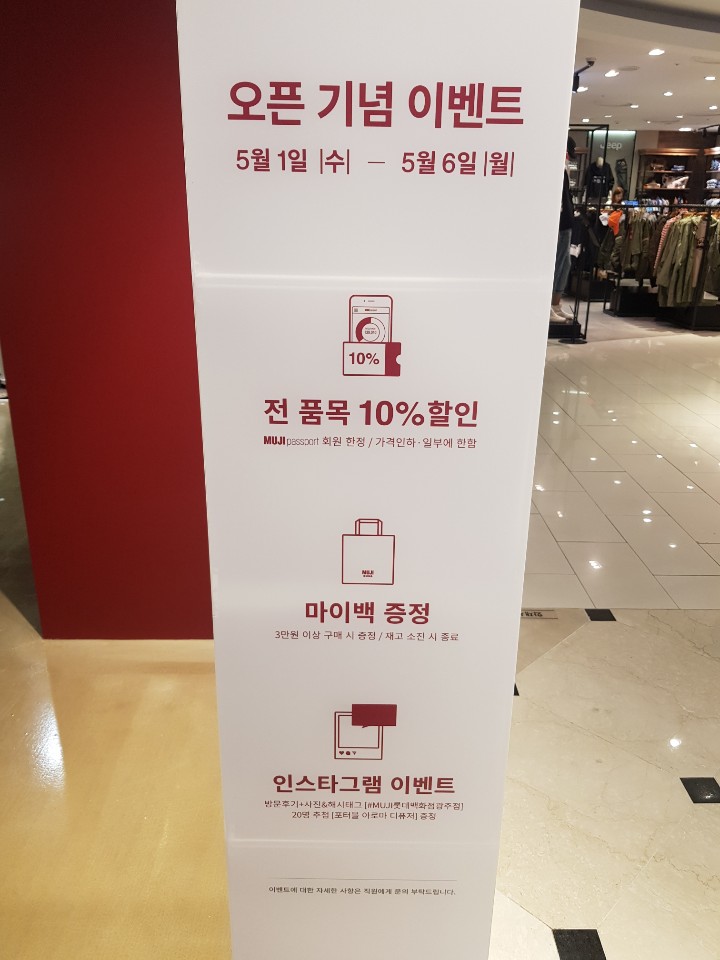 오픈 기념 이벤트
5월 1일 |수| — 5월 6일 |월|
10%
전 품목 10%할인
MUJI passport 회원 한정 / 가격인하·일부에 한함
MUJI
마이백 증정
3만원 이상 구매 시 증정 / 재고 소진 시 종료
인스타그램 이벤트
방문후기+사진&해시태그 [#MUJI롯데백화점광주점]
20명 추첨 [포터블 아로마 디퓨저] 증정
이벤트에 대한 자세한 사항은 직원에게 문의 부탁드립니다.
Jeep